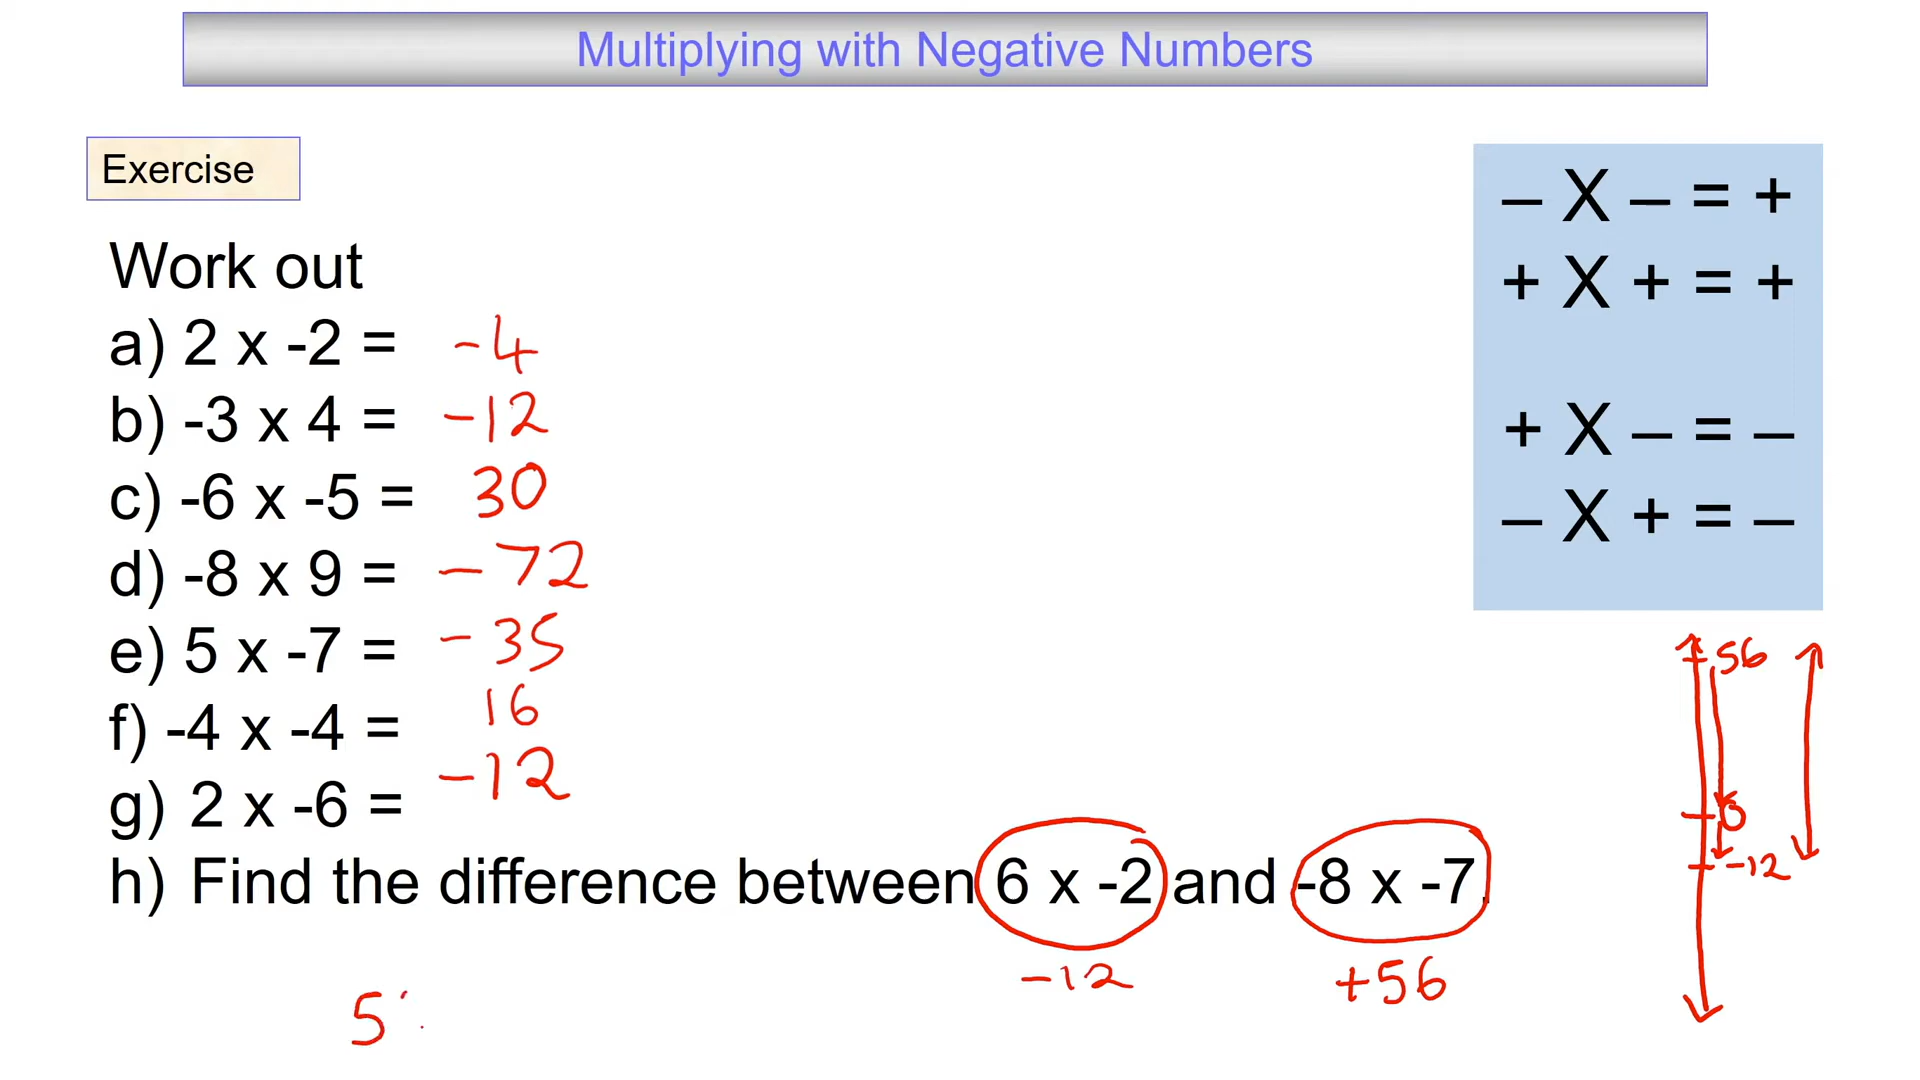 Multiplying with Negative Numbers
Exercise
– X – = +
+ X + = +
+ X – = –
– X + = –
Work out
a) 2 x -2 = -4
b) -3 x 4 = -12
c) -6 x -5 = 30
d) -8 x 9 = -72
e) 5 x -7 = -35
f) -4 x -4 = 16
g) 2 x -6 = -12
h) Find the difference between 6 x -2 and -8 x -7.
-12 +56
56
0
-12
5